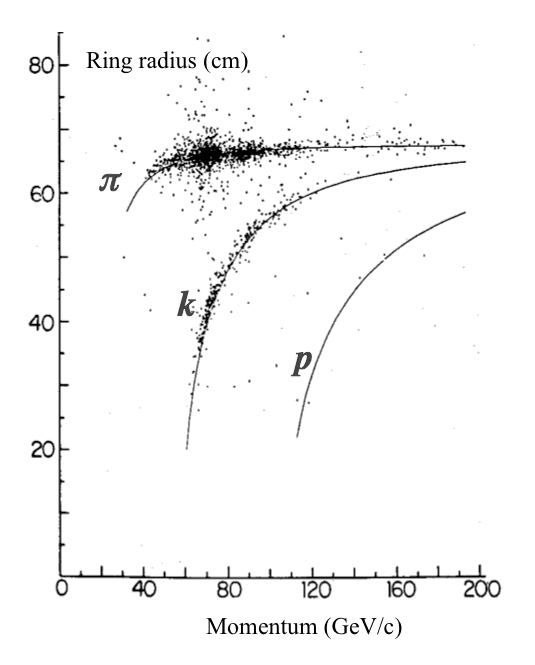 80
Ring radius (cm)
60
π
k
40
p
20
0
40
80
120
160
200
Momentum (GeV/c)